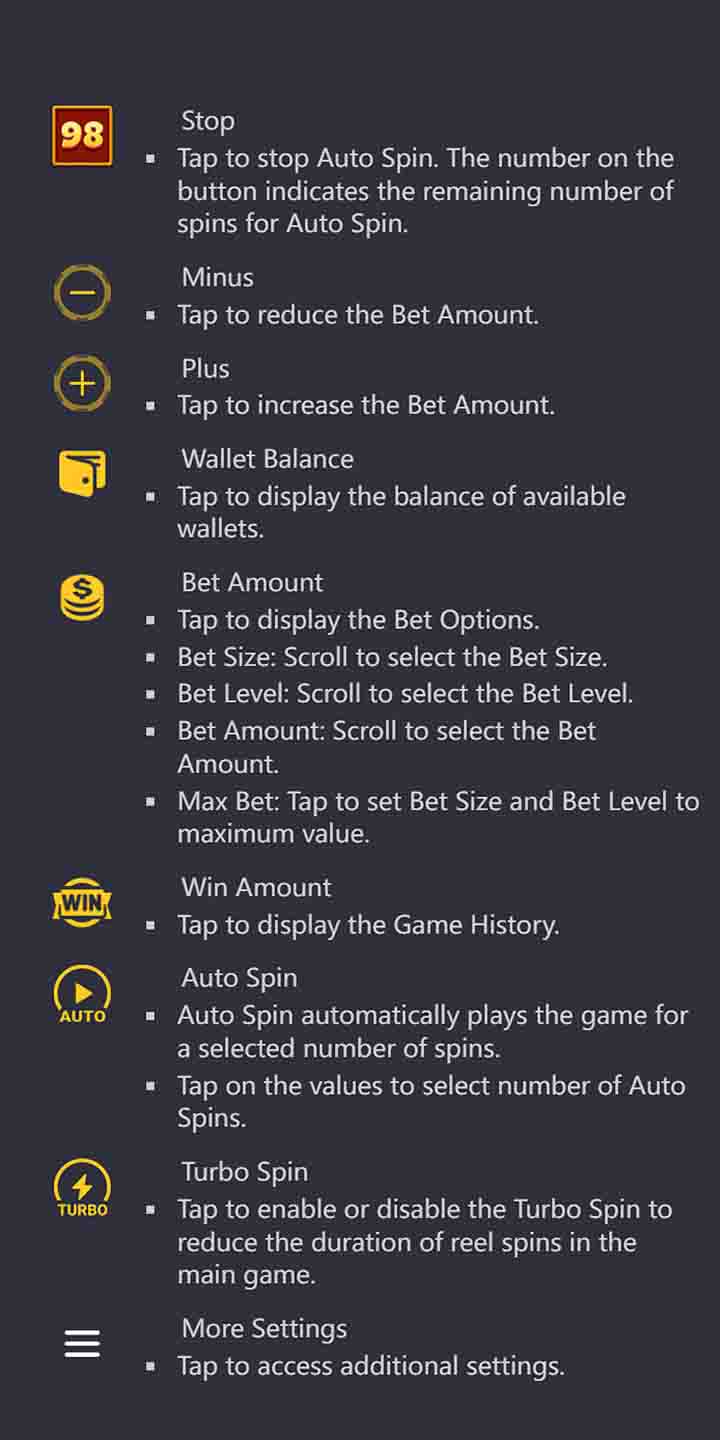 98
Stop
▪ Tap to stop Auto Spin. The number on the
button indicates the remaining number of
spins for Auto Spin.
Minus
▪ Tap to reduce the Bet Amount.
Plus
▪ Tap to increase the Bet Amount.
Wallet Balance
▪ Tap to display the balance of available
wallets.
$
Bet Amount
▪ Tap to display the Bet Options.
▪ Bet Size: Scroll to select the Bet Size.
▪ Bet Level: Scroll to select the Bet Level.
▪ Bet Amount: Scroll to select the Bet
Amount.
▪ Max Bet: Tap to set Bet Size and Bet Level to
maximum value.
WIN
Win Amount
▪ Tap to display the Game History.
AUTO
Auto Spin
▪ Auto Spin automatically plays the game for
a selected number of spins.
▪ Tap on the values to select number of Auto
Spins.
TURBO
Turbo Spin
▪ Tap to enable or disable the Turbo Spin to
reduce the duration of reel spins in the
main game.
More Settings
▪ Tap to access additional settings.